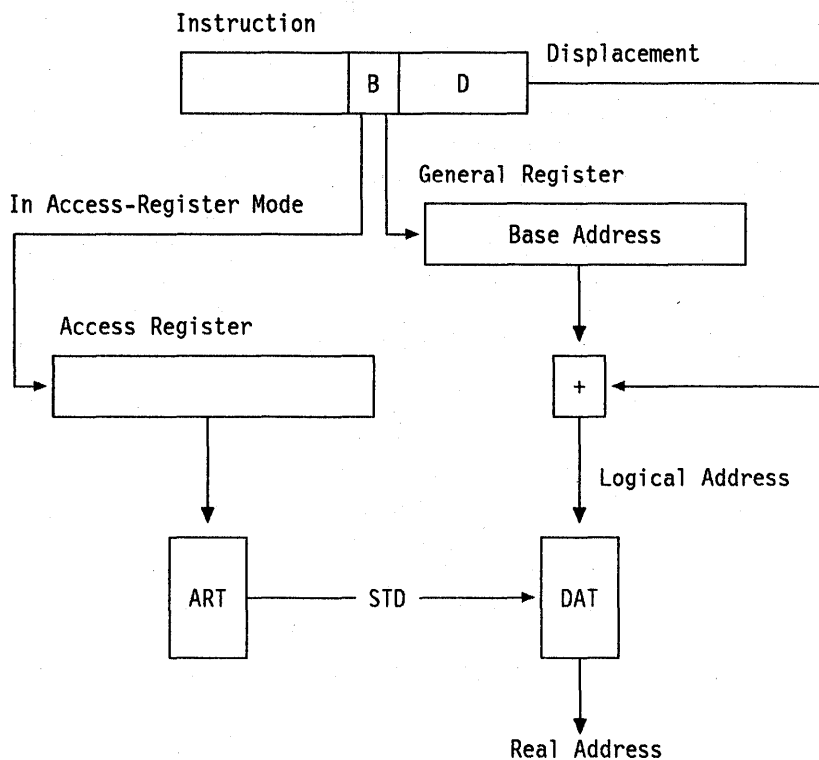 Instruction
Displacement
B
D
General Register
In Access-Register Mode
Base Address
Access Register
+
Logical Address
ART
STD
DAT
Real Address